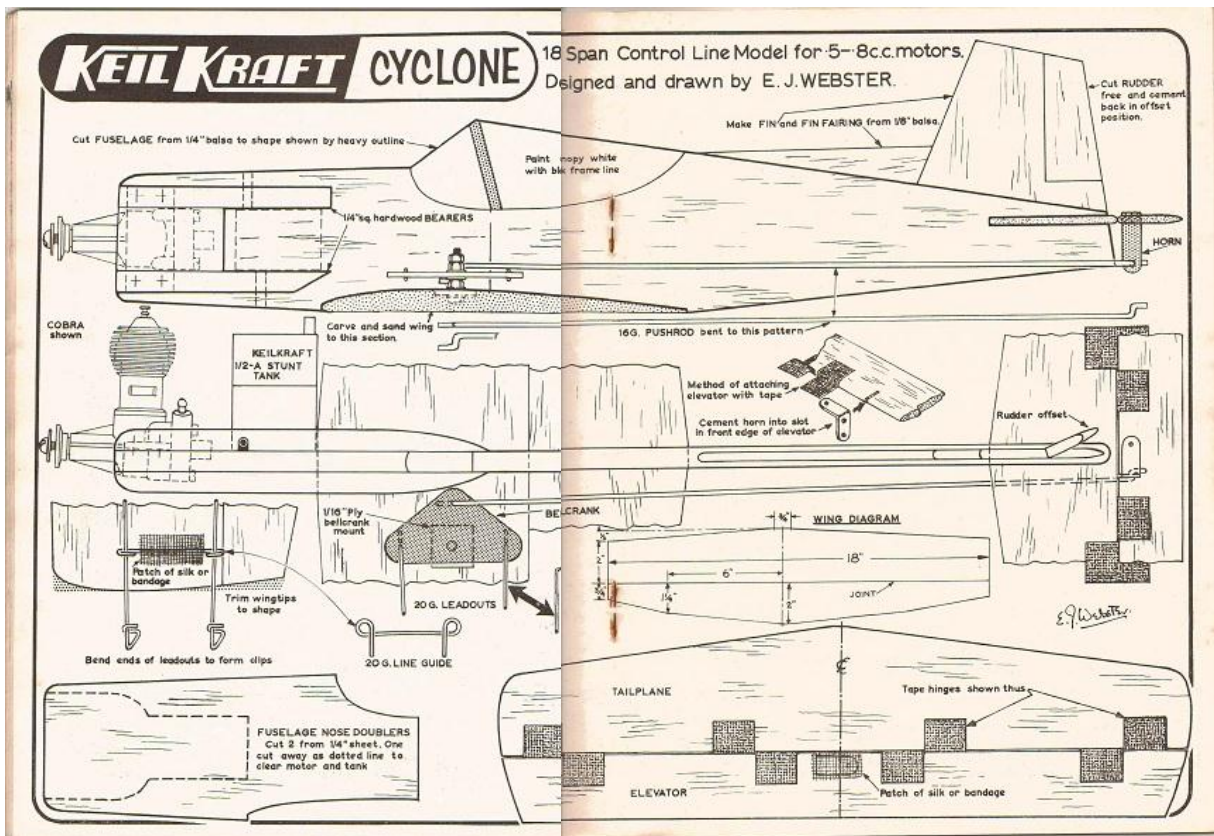 KEIL KRAFT CYCLONE
18 Span Control Line Model for ·5-·8c.c. motors.
Dsigned and drawn by E.J.WEBSTER.
Cut RUDDER
free and cement
back in offset
position.
Make FIN and FIN FAIRING from 1/8" balsa.
Cut FUSELAGE from 1/4" balsa to shape shown by heavy outline
Paint nopy white
with blk frame line
1/4" sq. hardwood BEARERS
HORN
COBRA
shown
Carve and sand wing
to this section.
16G. PUSHROD bent to this pattern
KEILKRAFT
1/2-A STUNT
TANK
Method of attaching
elevator with tape
Cement horn into slot
in front edge of elevator
Rudder offset
1/16" Ply
bellcrank
mount
BELCRANK
WING DIAGRAM
18"
6"
2"
JOINT
Patch of silk or
bandage
Trim wingtips
to shape
20G. LEADOUTS
Bend ends of leadouts to form clips
20G. LINE GUIDE
E.J. Webster.
TAILPLANE
Tape hinges shown thus
FUSELAGE NOSE DOUBLERS
Cut 2 from 1/4" sheet. One
cut away as dotted line to
clear motor and tank
ELEVATOR
Patch of silk or bandage